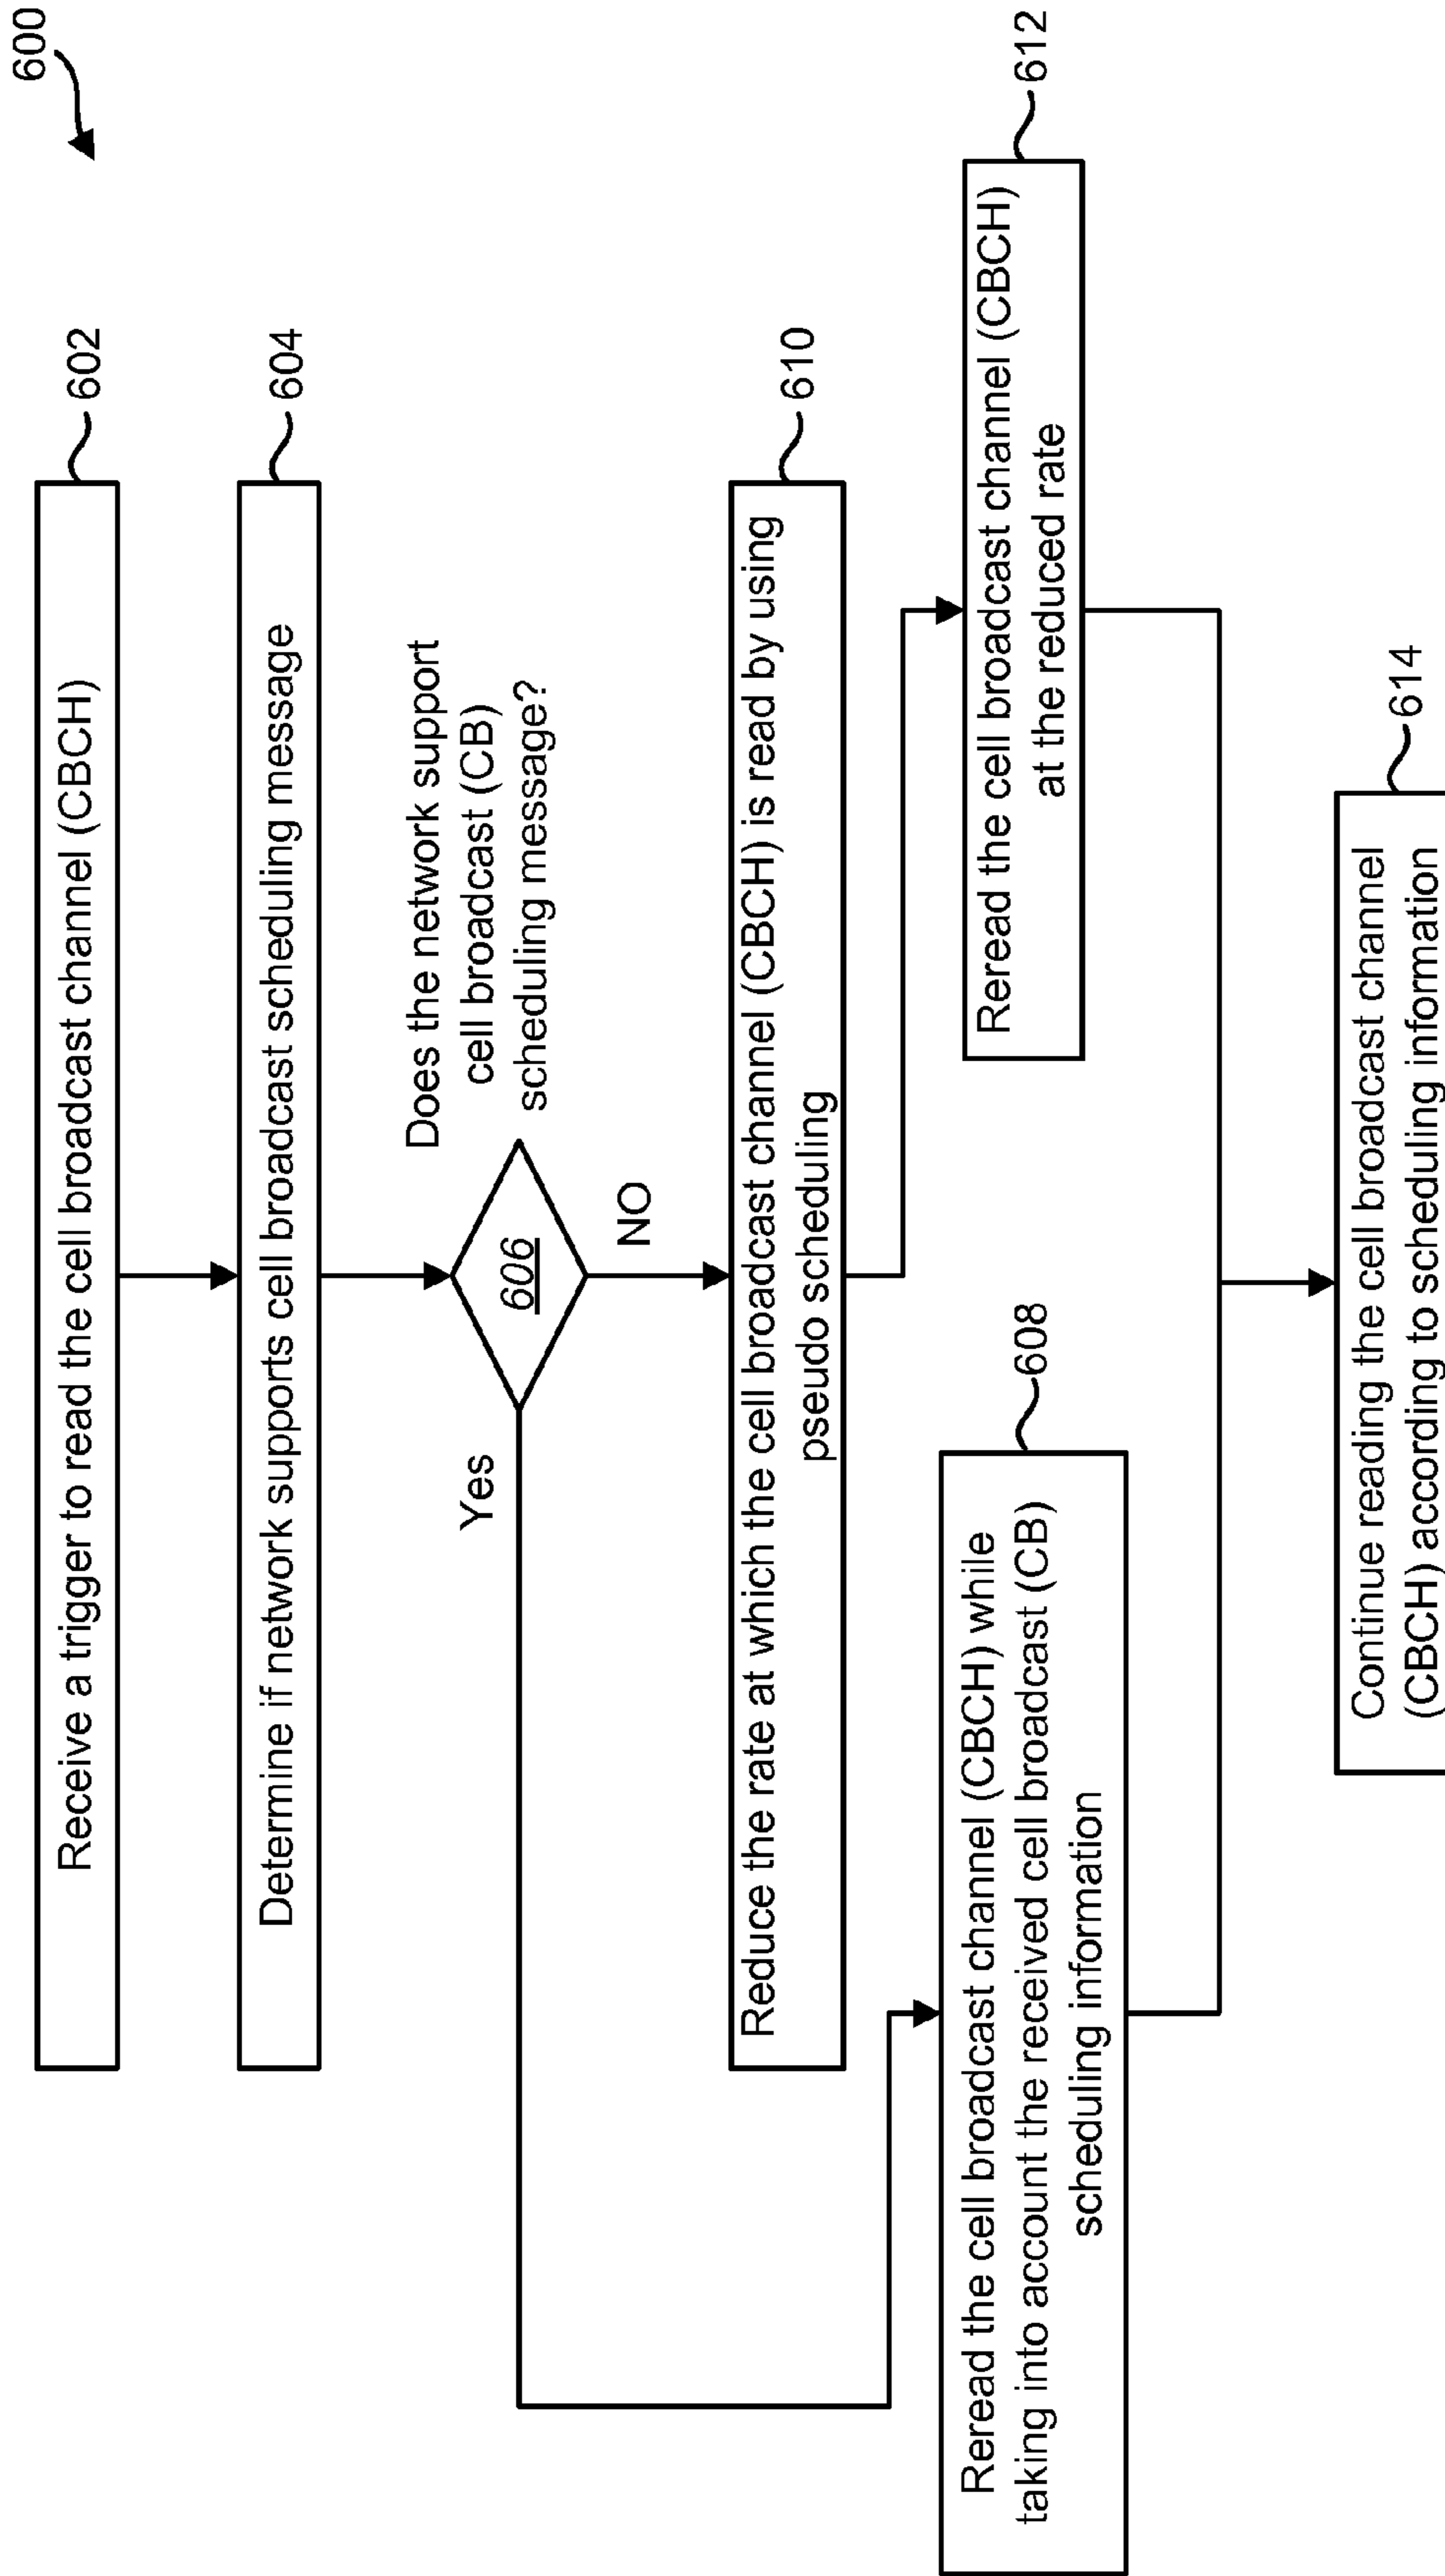 600
Receive a trigger to read the cell broadcast channel (CBCH)
602
Determine if network supports cell broadcast scheduling message
604
Does the network support
cell broadcast (CB)
scheduling message?
606
Yes
NO
Reduce the rate at which the cell broadcast channel (CBCH) is read by using
pseudo scheduling
610
Reread the cell broadcast channel (CBCH) while
taking into account the received cell broadcast (CB)
scheduling information
608
Reread the cell broadcast channel (CBCH)
at the reduced rate
612
Continue reading the cell broadcast channel
(CBCH) according to scheduling information
614